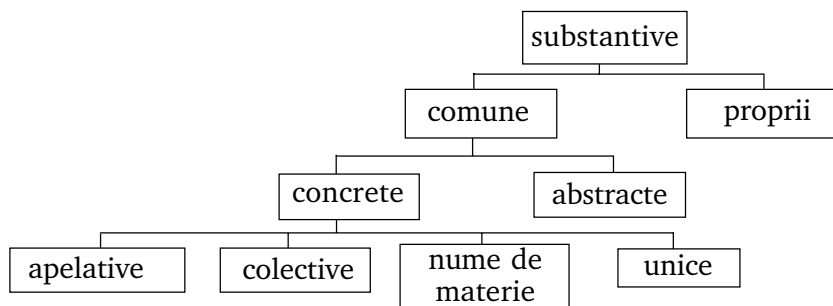 substantive
comune
proprii
concrete
abstracte
apelative
colective
nume de
materie
unice